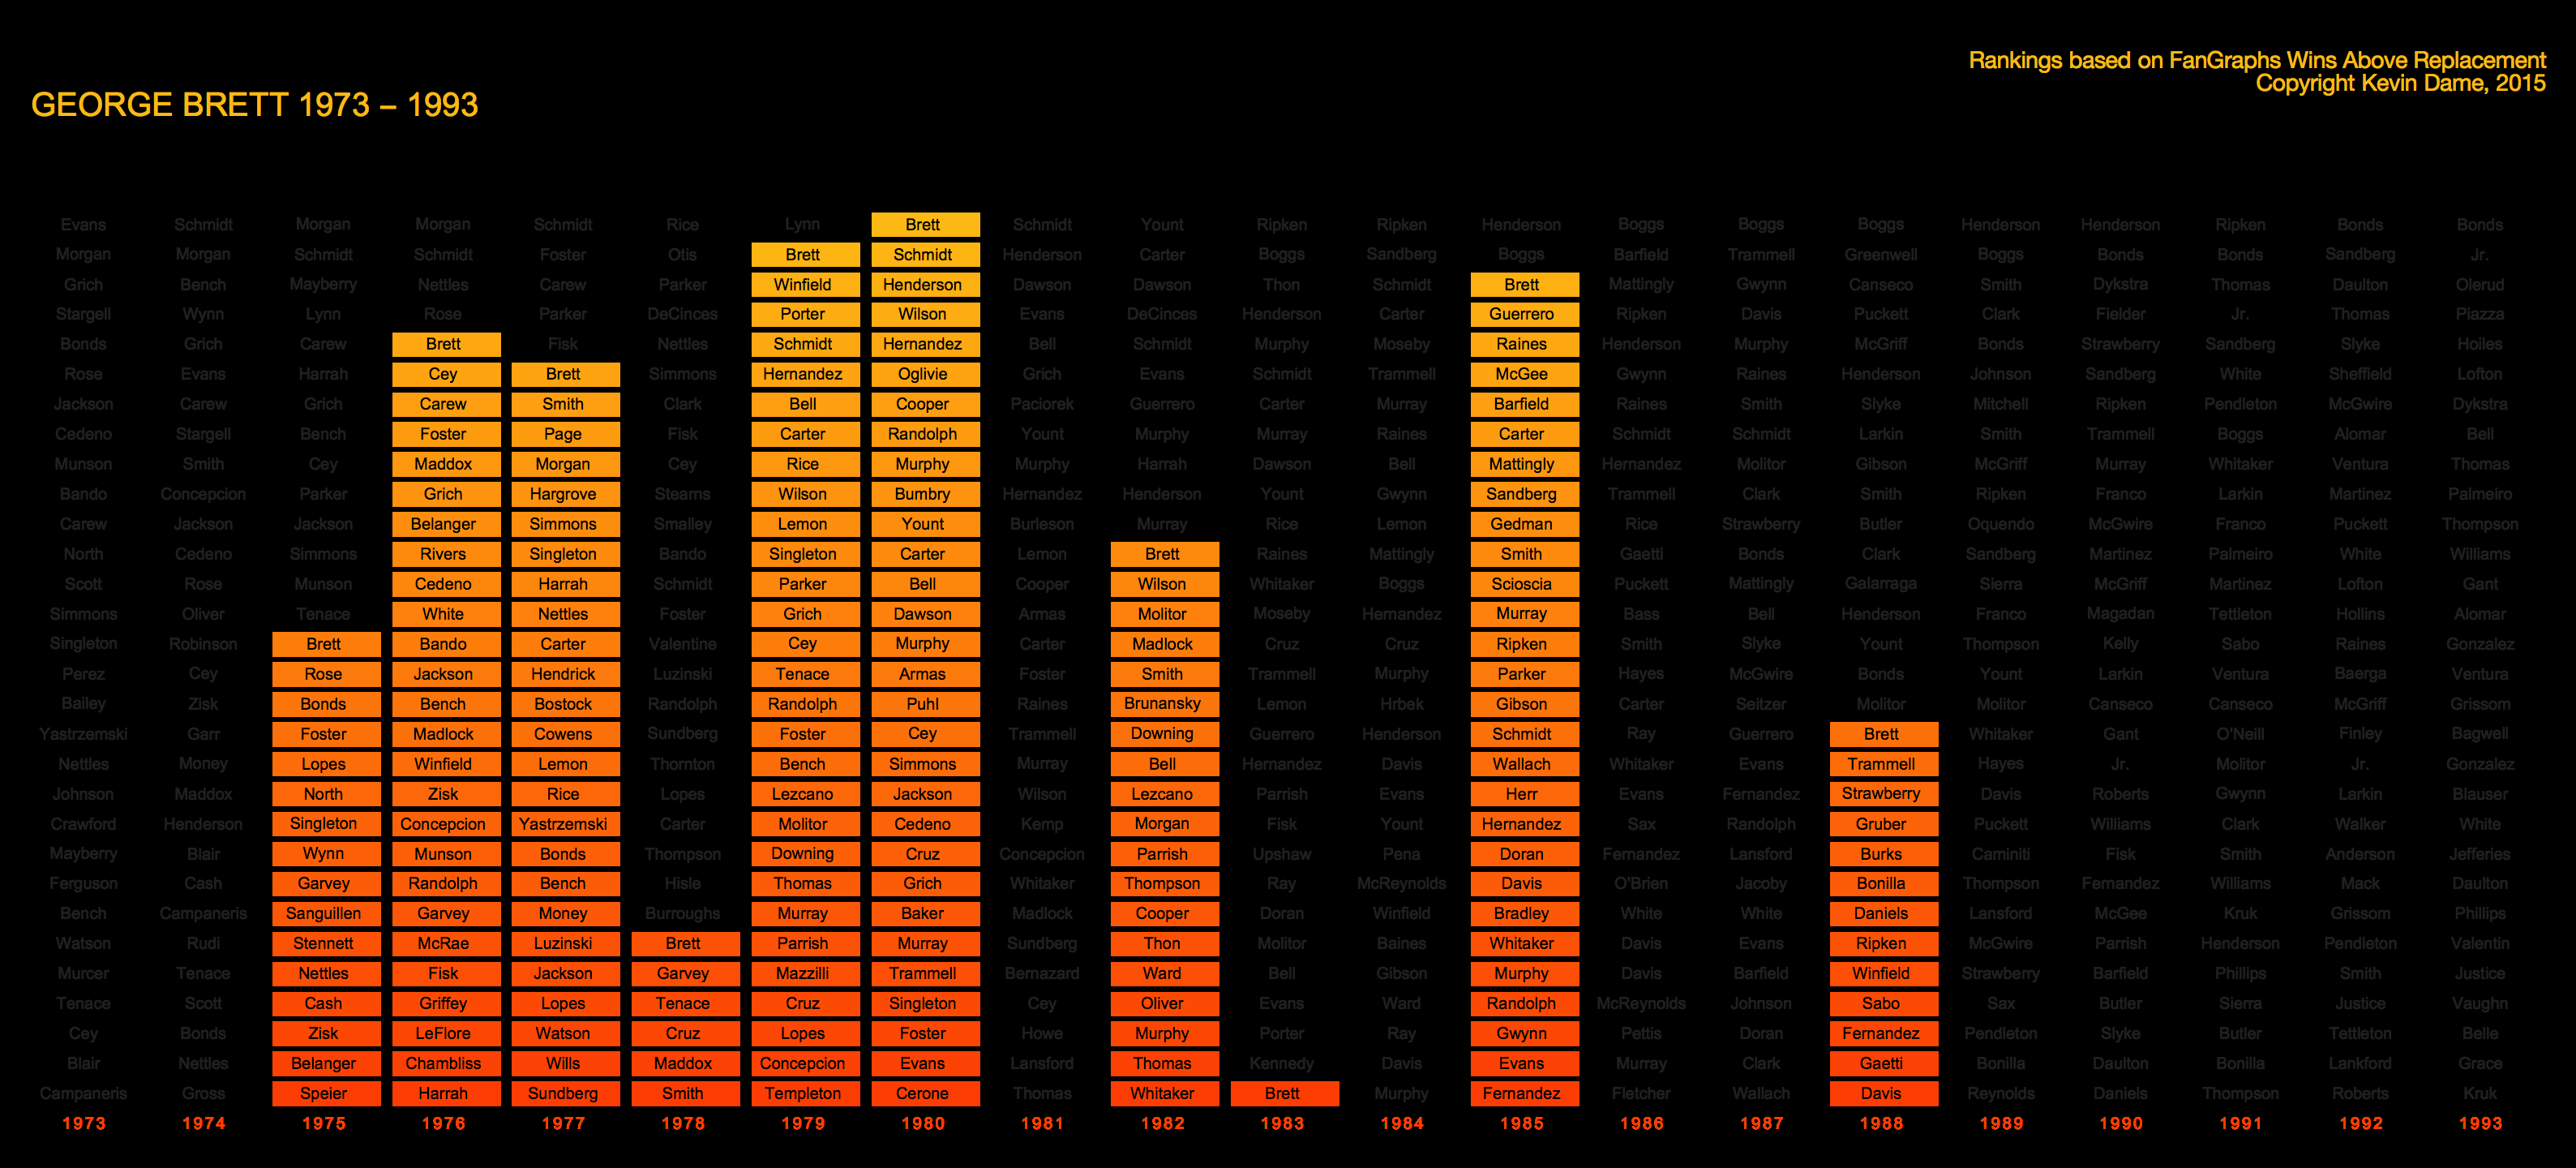 Rankings based on FanGraphs Wins Above Replacement
Copyright Kevin Dame, 2015
GEORGE BRETT 1973 – 1993
Evans Schmidt Morgan Morgan Schmidt Rice Lynn Brett Schmidt Yount Ripken Ripken Henderson Boggs Boggs Boggs Henderson Henderson Ripken Bonds Bonds
Morgan Morgan Schmidt Schmidt Foster Otis Brett Schmidt Henderson Carter Boggs Sandberg Boggs Barfield Trammell Greenwell Boggs Bonds Bonds Sandberg Jr.
Grich Bench Mayberry Nettles Carew Parker Winfield Henderson Dawson Dawson Thon Schmidt Brett Mattingly Gwynn Canseco Smith Dykstra Thomas Daulton Olerud
Stargell Wynn Lynn Rose Parker DeCinces Porter Wilson Evans DeCinces Henderson Carter Guerrero Ripken Davis Puckett Clark Fielder Jr. Thomas Piazza
Bonds Grich Carew Brett Fisk Nettles Schmidt Hernandez Bell Schmidt Murphy Moseby Raines Henderson Murphy McGriff Bonds Strawberry Sandberg Slyke Hoiles
Rose Evans Harrah Cey Brett Simmons Hernandez Oglivie Grich Evans Schmidt Trammell McGee Gwynn Raines Henderson Johnson Sandberg White Sheffield Lofton
Jackson Carew Grich Carew Smith Clark Bell Cooper Paciorek Guerrero Carter Murray Barfield Raines Smith Slyke Mitchell Ripken Pendleton McGwire Dykstra
Cedeno Stargell Bench Foster Page Fisk Carter Randolph Yount Murphy Murray Raines Carter Schmidt Schmidt Larkin Smith Trammell Boggs Alomar Bell
Munson Smith Cey Maddox Morgan Cey Rice Murphy Murphy Harrah Dawson Bell Mattingly Hernandez Molitor Gibson McGriff Murray Whitaker Ventura Thomas
Bando Concepcion Parker Grich Hargrove Stearns Wilson Bumbry Hernandez Henderson Yount Gwynn Sandberg Trammell Clark Smith Ripken Franco Larkin Martinez Palmeiro
Carew Jackson Jackson Belanger Simmons Smalley Lemon Yount Burleson Murray Rice Lemon Gedman Rice Strawberry Butler Oquendo McGwire Franco Puckett Thompson
North Cedeno Simmons Rivers Singleton Bando Singleton Carter Lemon Brett Raines Mattingly Smith Gaetti Bonds Clark Sandberg Martinez Palmeiro White Williams
Scott Rose Munson Cedeno Harrah Schmidt Parker Bell Cooper Wilson Whitaker Boggs Scioscia Puckett Mattingly Galarraga Sierra McGriff Martinez Lofton Gant
Simmons Oliver Tenace White Nettles Foster Grich Dawson Armas Molitor Moseby Hernandez Murray Bass Bell Henderson Franco Magadan Tettleton Hollins Alomar
Singleton Robinson Brett Bando Carter Valentine Cey Murphy Carter Madlock Cruz Cruz Ripken Smith Slyke Yount Thompson Kelly Sabo Raines Gonzalez
Perez Cey Rose Jackson Hendrick Luzinski Tenace Armas Foster Smith Trammell Murphy Parker Hayes McGwire Bonds Yount Larkin Ventura Baerga Ventura
Bailey Zisk Bonds Bench Bostock Randolph Randolph Puhl Raines Brunansky Lemon Hrbek Gibson Carter Seitzer Molitor Molitor Canseco Canseco McGriff Grissom
Yastrzemski Garr Foster Madlock Cowens Sundberg Foster Cey Trammell Downing Guerrero Henderson Schmidt Ray Guerrero Brett Whitaker Gant O'Neill Finley Bagwell
Nettles Money Lopes Winfield Lemon Thornton Bench Simmons Murray Bell Hernandez Davis Wallach Whitaker Evans Trammell Hayes Jr. Molitor Jr. Gonzalez
Johnson Maddox North Zisk Rice Lopes Lezcano Jackson Wilson Lezcano Parrish Evans Herr Evans Fernandez Strawberry Davis Roberts Gwynn Larkin Blauser
Crawford Henderson Singleton Concepcion Yastrzemski Carter Molitor Cedeno Kemp Morgan Fisk Yount Hernandez Sax Randolph Gruber Puckett Williams Clark Walker White
Mayberry Blair Wynn Munson Bonds Thompson Downing Cruz Concepcion Parrish Upshaw Pena Doran Fernandez Lansford Burks Caminiti Fisk Smith Anderson Jefferies
Ferguson Cash Garvey Randolph Bench Hisle Thomas Grich Whitaker Thompson Ray McReynolds Davis O'Brien Jacoby Bonilla Thompson Fernandez Williams Mack Daulton
Bench Campaneris Sanguillen Garvey Money Burroughs Murray Baker Madlock Cooper Doran Winfield Bradley White White Daniels Lansford McGee Kruk Grissom Phillips
Watson Rudi Stennett McRae Luzinski Brett Parrish Murray Sundberg Thon Molitor Baines Whitaker Davis Evans Ripken McGwire Parrish Henderson Pendleton Valentin
Murcer Tenace Nettles Fisk Jackson Garvey Mazzilli Trammell Bernazard Ward Bell Gibson Murphy Davis Barfield Winfield Strawberry Barfield Phillips Smith Justice
Tenace Scott Cash Griffey Lopes Tenace Cruz Singleton Cey Oliver Evans Ward Randolph McReynolds Johnson Sabo Sax Butler Sierra Justice Vaughn
Cey Bonds Zisk LeFlore Watson Cruz Lopes Foster Howe Murphy Porter Ray Gwynn Pettis Doran Fernandez Pendleton Slyke Butler Tettleton Belle
Blair Nettles Belanger Chambliss Wills Maddox Concepcion Evans Lansford Thomas Kennedy Davis Evans Murray Clark Gaetti Bonilla Daulton Bonilla Lankford Grace
Campaneris Gross Speier Harrah Sundberg Smith Templeton Cerone Thomas Whitaker Brett Murphy Fernandez Fletcher Wallach Davis Reynolds Daniels Thompson Roberts Kruk
1973 1974 1975 1976 1977 1978 1979 1980 1981 1982 1983 1984 1985 1986 1987 1988 1989 1990 1991 1992 1993